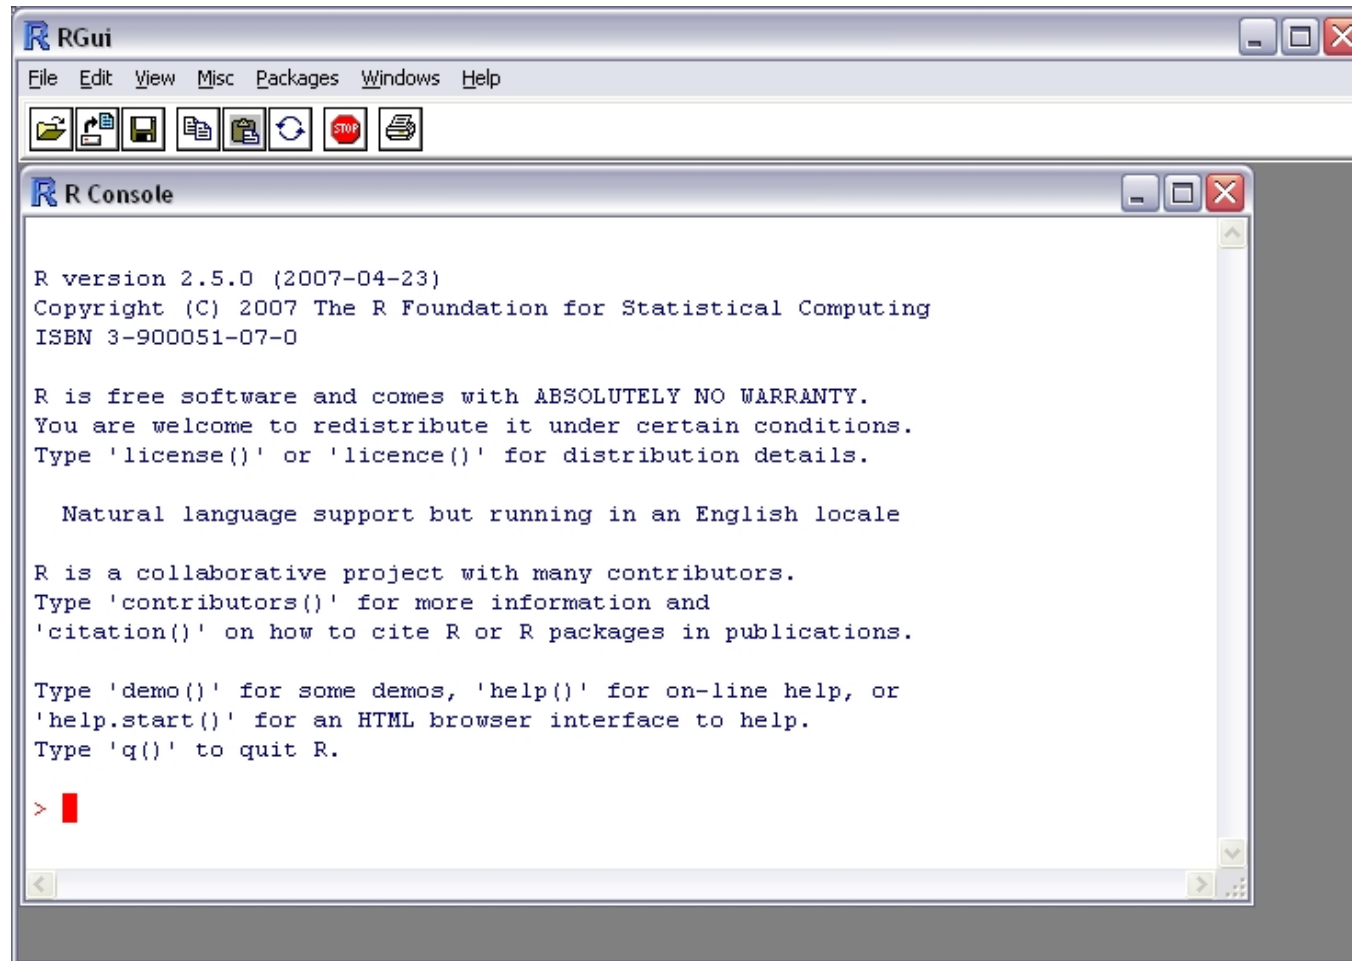 RGui
File Edit View Misc Packages Windows Help
STOP
R Console
R version 2.5.0 (2007-04-23)
Copyright (C) 2007 The R Foundation for Statistical Computing
ISBN 3-900051-07-0
R is free software and comes with ABSOLUTELY NO WARRANTY.
You are welcome to redistribute it under certain conditions.
Type 'license()' or 'licence()' for distribution details.
Natural language support but running in an English locale
R is a collaborative project with many contributors.
Type 'contributors()' for more information and
'citation()' on how to cite R or R packages in publications.
Type 'demo()' for some demos, 'help()' for on-line help, or
'help.start()' for an HTML browser interface to help.
Type 'q()' to quit R.
>